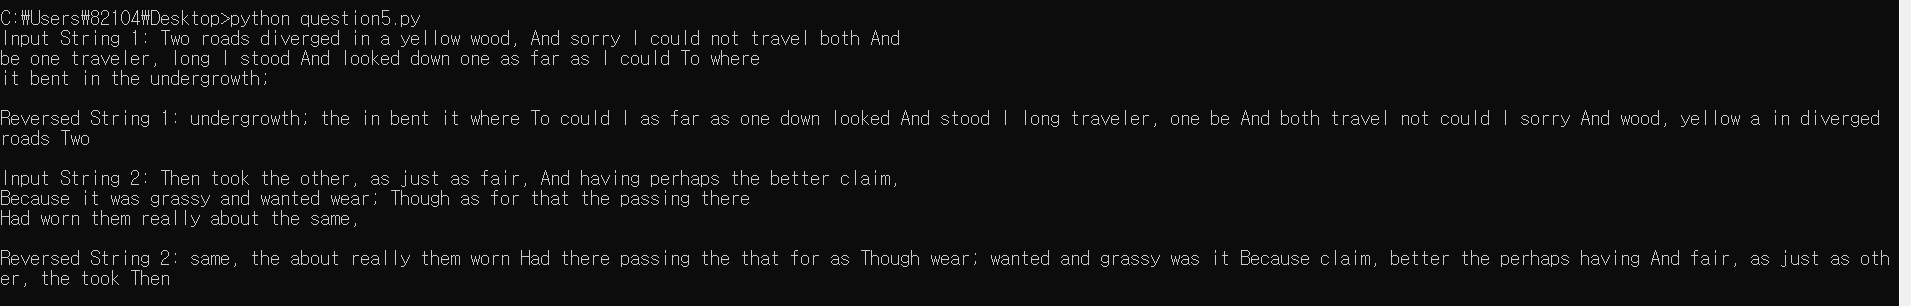 C:₩Users₩82104₩Desktop>python question5.py
Input String 1: Two roads diverged in a yellow wood, And sorry I could not travel both And
be one traveler, long I stood And looked down one as far as I could To where
it bent in the undergrowth;
Reversed String 1: undergrowth; the in bent it where To could I as far as one down looked And stood I long traveler, one be And both travel not could I sorry And wood, yellow a in diverged
roads Two
Input String 2: Then took the other, as just as fair, And having perhaps the better claim,
Because it was grassy and wanted wear; Though as for that the passing there
Had worn them really about the same,
Reversed String 2: same, the about really them worn Had there passing the that for as Though wear; wanted and grassy was it Because claim, better the perhaps having And fair, as just as oth
er, the took Then